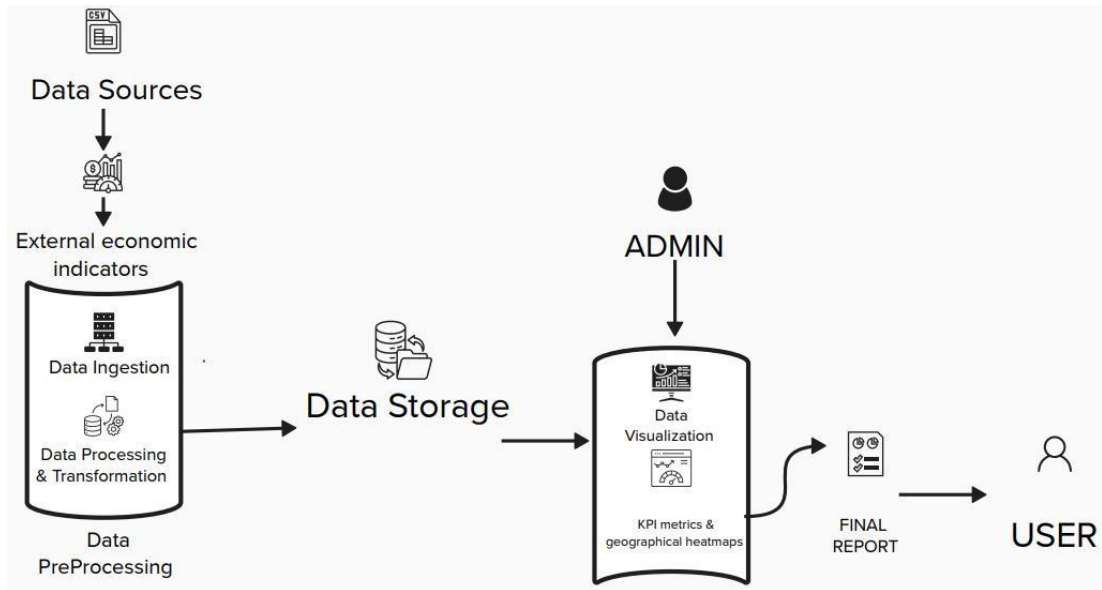 CSV
Data Sources
External economic
indicators
Data Ingestion
Data Processing
& Transformation
Data
PreProcessing
Data Storage
ADMIN
Data
Visualization
KPI metrics &
geographical heatmaps
FINAL
REPORT
USER